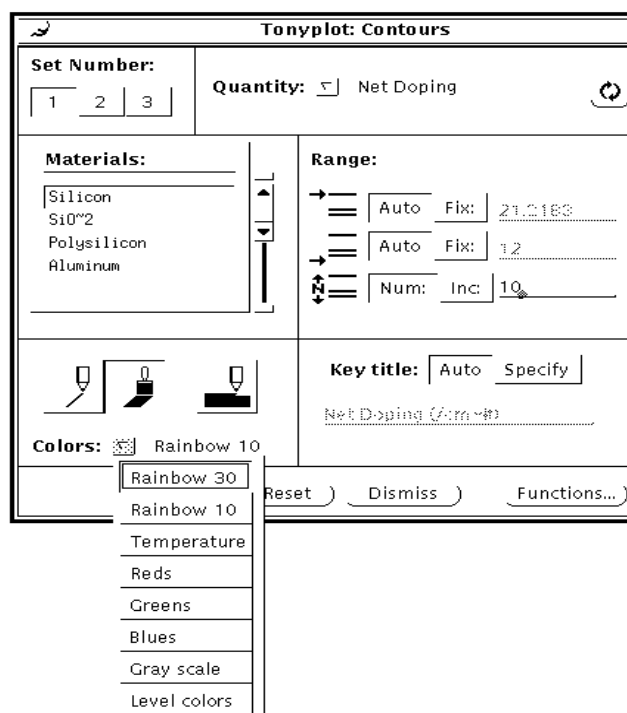 Tonyplot: Contours
Set Number:
1 2 3
Quantity: Net Doping
Materials:
Silicon
SiO~2
Polysilicon
Aluminum
Range:
Auto Fix: 21.2183
Auto Fix: 12
Num: Inc: 10
Key title: Auto Specify
Net Doping (/cm~#)
Colors: Rainbow 10
Rainbow 30
Rainbow 10
Temperature
Reds
Greens
Blues
Gray scale
Level colors
Reset Dismiss Functions...